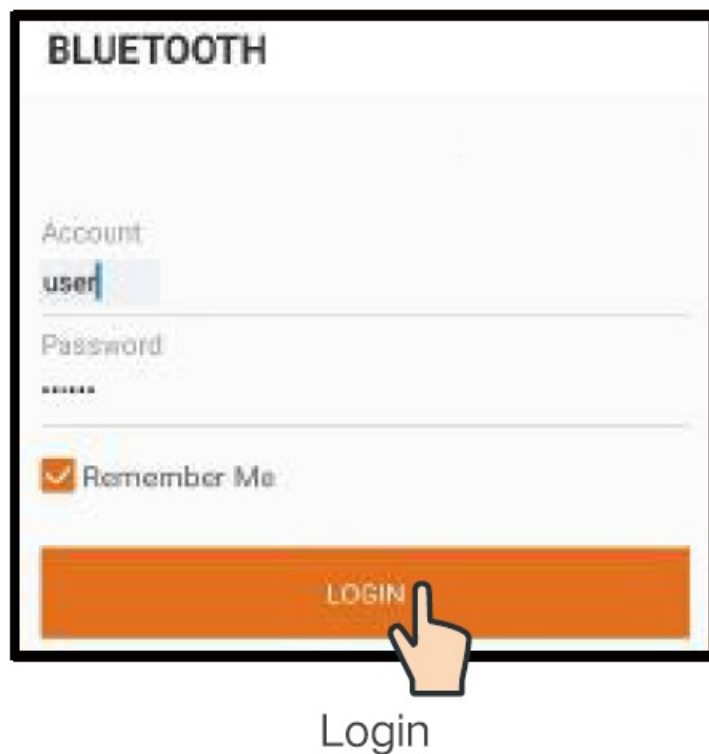 BLUETOOTH
Account
user
Password
••••••
Remember Me
LOGIN
Login